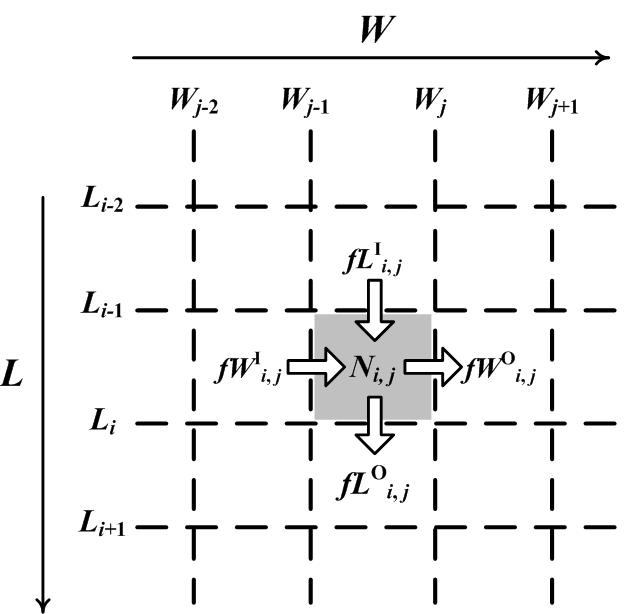 W
W_{j-2} W_{j-1} W_j W_{j+1}
L_{i-2}
fL^I_{i,j}
L_{i-1}
L fW^I_{i,j} N_{i,j} fW^O_{i,j}
L_i
fL^O_{i,j}
L_{i+1}